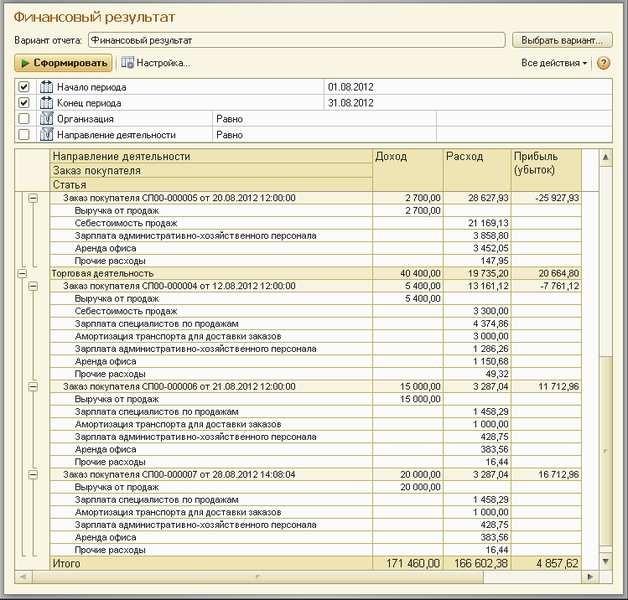 Финансовый результат
Вариант отчета: Финансовый результат Выбрать вариант...
Сформировать Настройка... Все действия ?
Начало периода 01.08.2012
Конец периода 31.08.2012
Организация Равно
Направление деятельности Равно
Направление деятельности Доход Расход Прибыль (убыток)
Заказ покупателя
Статья
Заказ покупателя СП00-000005 от 20.08.2012 12:00:00 2 700,00 28 627,93 -25 927,93
Выручка от продаж 2 700,00
Себестоимость продаж 21 169,13
Зарплата административно-хозяйственного персонала 3 858,80
Аренда офиса 3 452,05
Прочие расходы 147,95
Торговая деятельность 40 400,00 19 735,20 20 664,80
Заказ покупателя СП00-000004 от 12.08.2012 12:00:00 5 400,00 13 161,12 -7 761,12
Выручка от продаж 5 400,00
Себестоимость продаж 3 300,00
Зарплата специалистов по продажам 4 374,86
Амортизация транспорта для доставки заказов 3 000,00
Зарплата административно-хозяйственного персонала 1 286,26
Аренда офиса 1 150,68
Прочие расходы 49,32
Заказ покупателя СП00-000006 от 21.08.2012 12:00:00 15 000,00 3 287,04 11 712,96
Выручка от продаж 15 000,00
Зарплата специалистов по продажам 1 458,29
Амортизация транспорта для доставки заказов 1 000,00
Зарплата административно-хозяйственного персонала 428,75
Аренда офиса 383,56
Прочие расходы 16,44
Заказ покупателя СП00-000007 от 28.08.2012 14:08:04 20 000,00 3 287,04 16 712,96
Выручка от продаж 20 000,00
Зарплата специалистов по продажам 1 458,29
Амортизация транспорта для доставки заказов 1 000,00
Зарплата административно-хозяйственного персонала 428,75
Аренда офиса 383,56
Прочие расходы 16,44
Итого 171 460,00 166 602,38 4 857,62